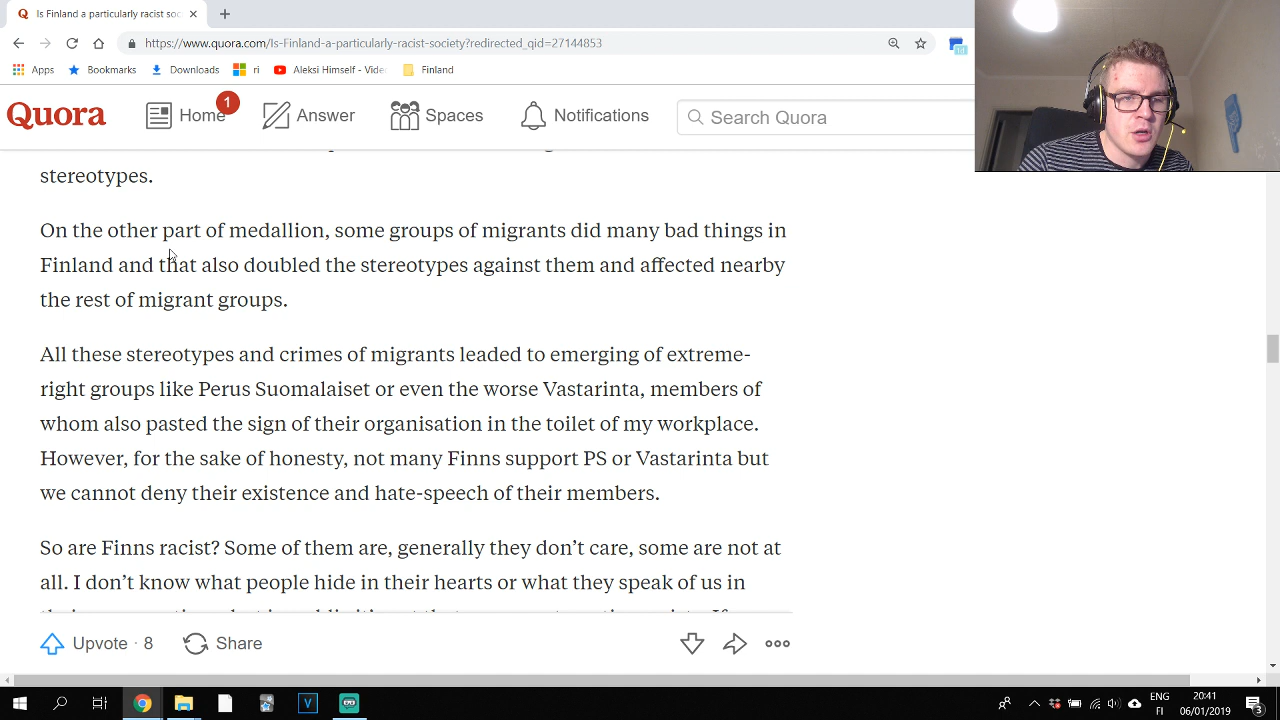 Is Finland a particularly racist soc
https://www.quora.com/Is-Finland-a-particularly-racist-society?redirected_qid=27144853
Apps Bookmarks Downloads ri Aleksi Himself - Vide Finland
Quora Home 1 Answer Spaces Notifications Search Quora
stereotypes.
On the other part of medallion, some groups of migrants did many bad things in
Finland and that also doubled the stereotypes against them and affected nearby
the rest of migrant groups.
All these stereotypes and crimes of migrants leaded to emerging of extreme-
right groups like Perus Suomalaiset or even the worse Vastarinta, members of
whom also pasted the sign of their organisation in the toilet of my workplace.
However, for the sake of honesty, not many Finns support PS or Vastarinta but
we cannot deny their existence and hate-speech of their members.
So are Finns racist? Some of them are, generally they don't care, some are not at
all. I don't know what people hide in their hearts or what they speak of us in
Upvote · 8 Share
ENG 20:41
FI 06/01/2019 3